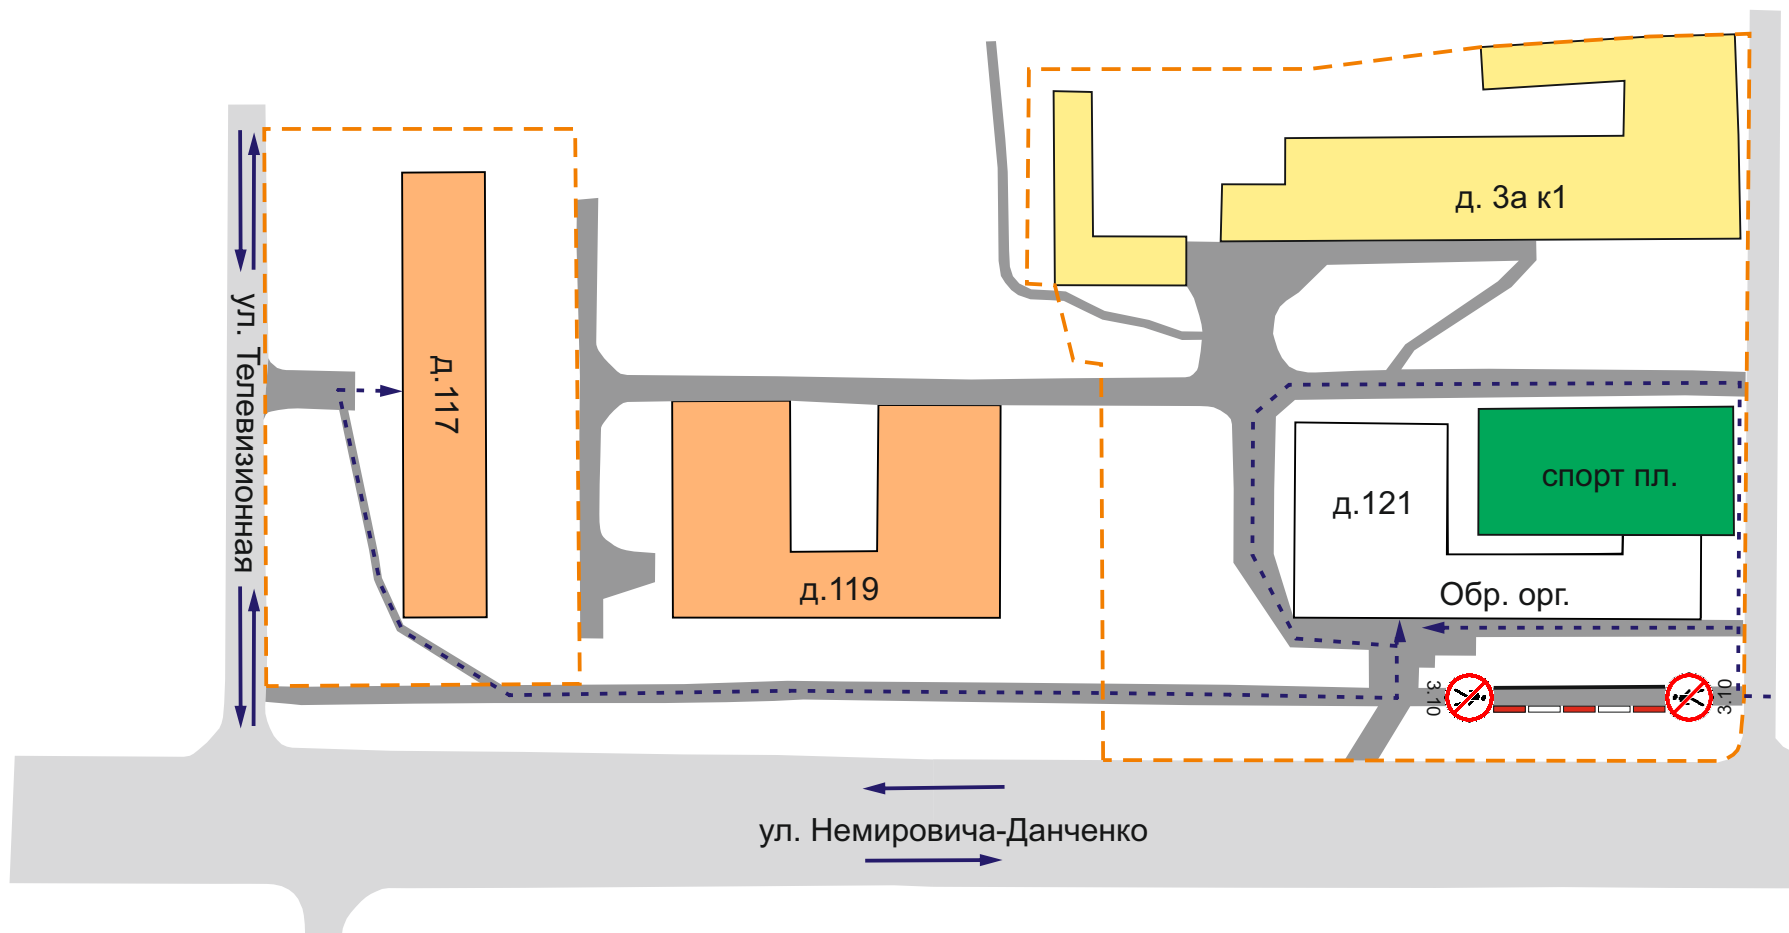 д. 3а к1
ул. Телевизионная
д.117
спорт пл.
д.121
д.119
Обр. орг.
3.10
3.10
ул. Немировича-Данченко